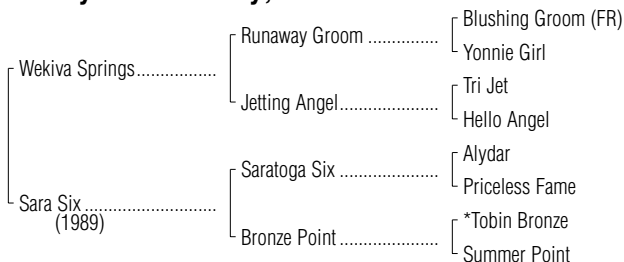 Blushing Groom (FR)
Runaway Groom ................
Yonnie Girl
Wekiva Springs.................
Tri Jet
Jetting Angel......................
Hello Angel
Alydar
Saratoga Six ......................
Priceless Fame
Sara Six ............................
(1989)
*Tobin Bronze
Bronze Point ......................
Summer Point